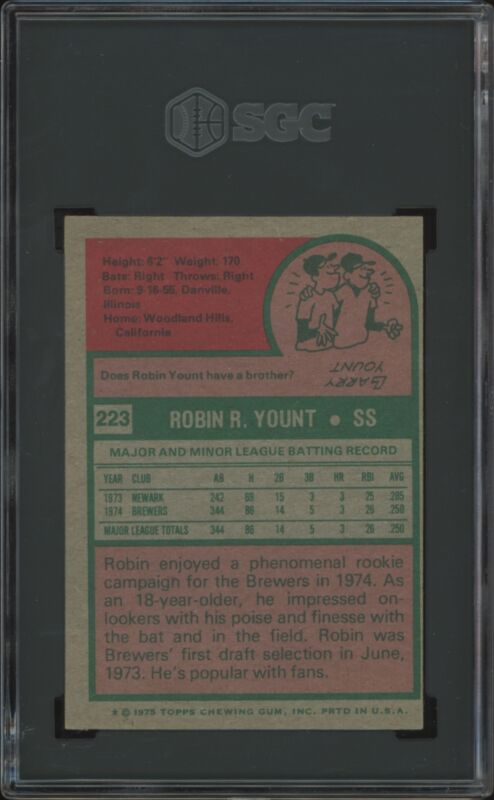 SGC
Height: 6'2" Weight: 170
Bats: Right Throws: Right
Born: 9-16-55, Danville,
Illinois
Home: Woodland Hills,
California
Does Robin Yount have a brother?
LARRY
YOUNT
223 ROBIN R. YOUNT • SS
MAJOR AND MINOR LEAGUE BATTING RECORD
YEAR CLUB AB H 2B 3B HR RBI AVG
1973 NEWARK 242 69 15 3 3 25 .285
1974 BREWERS 344 86 14 5 3 26 .250
MAJOR LEAGUE TOTALS 344 86 14 5 3 26 .250
Robin enjoyed a phenomenal rookie
campaign for the Brewers in 1974. As
an 18-year-older, he impressed on-
lookers with his poise and finesse with
the bat and in the field. Robin was
Brewers' first draft selection in June,
1973. He's popular with fans.
* © 1975 TOPPS CHEWING GUM, INC. PRTD IN U.S.A.